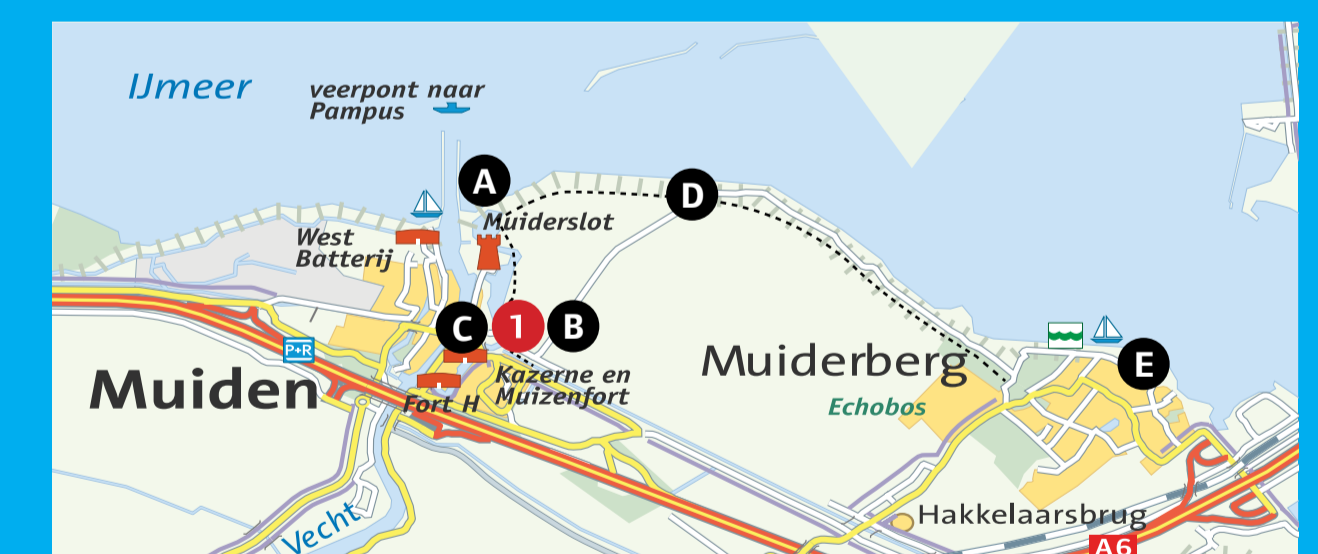 IJmeer
veerpont naar
Pampus
A
D
Muiderslot
West
Batterij
C
1
B
P+R
Muiden
Kazerne en
Muizenfort
Fort H
Muiderberg
E
Echobos
Vecht
Hakkelaarsbrug
A6